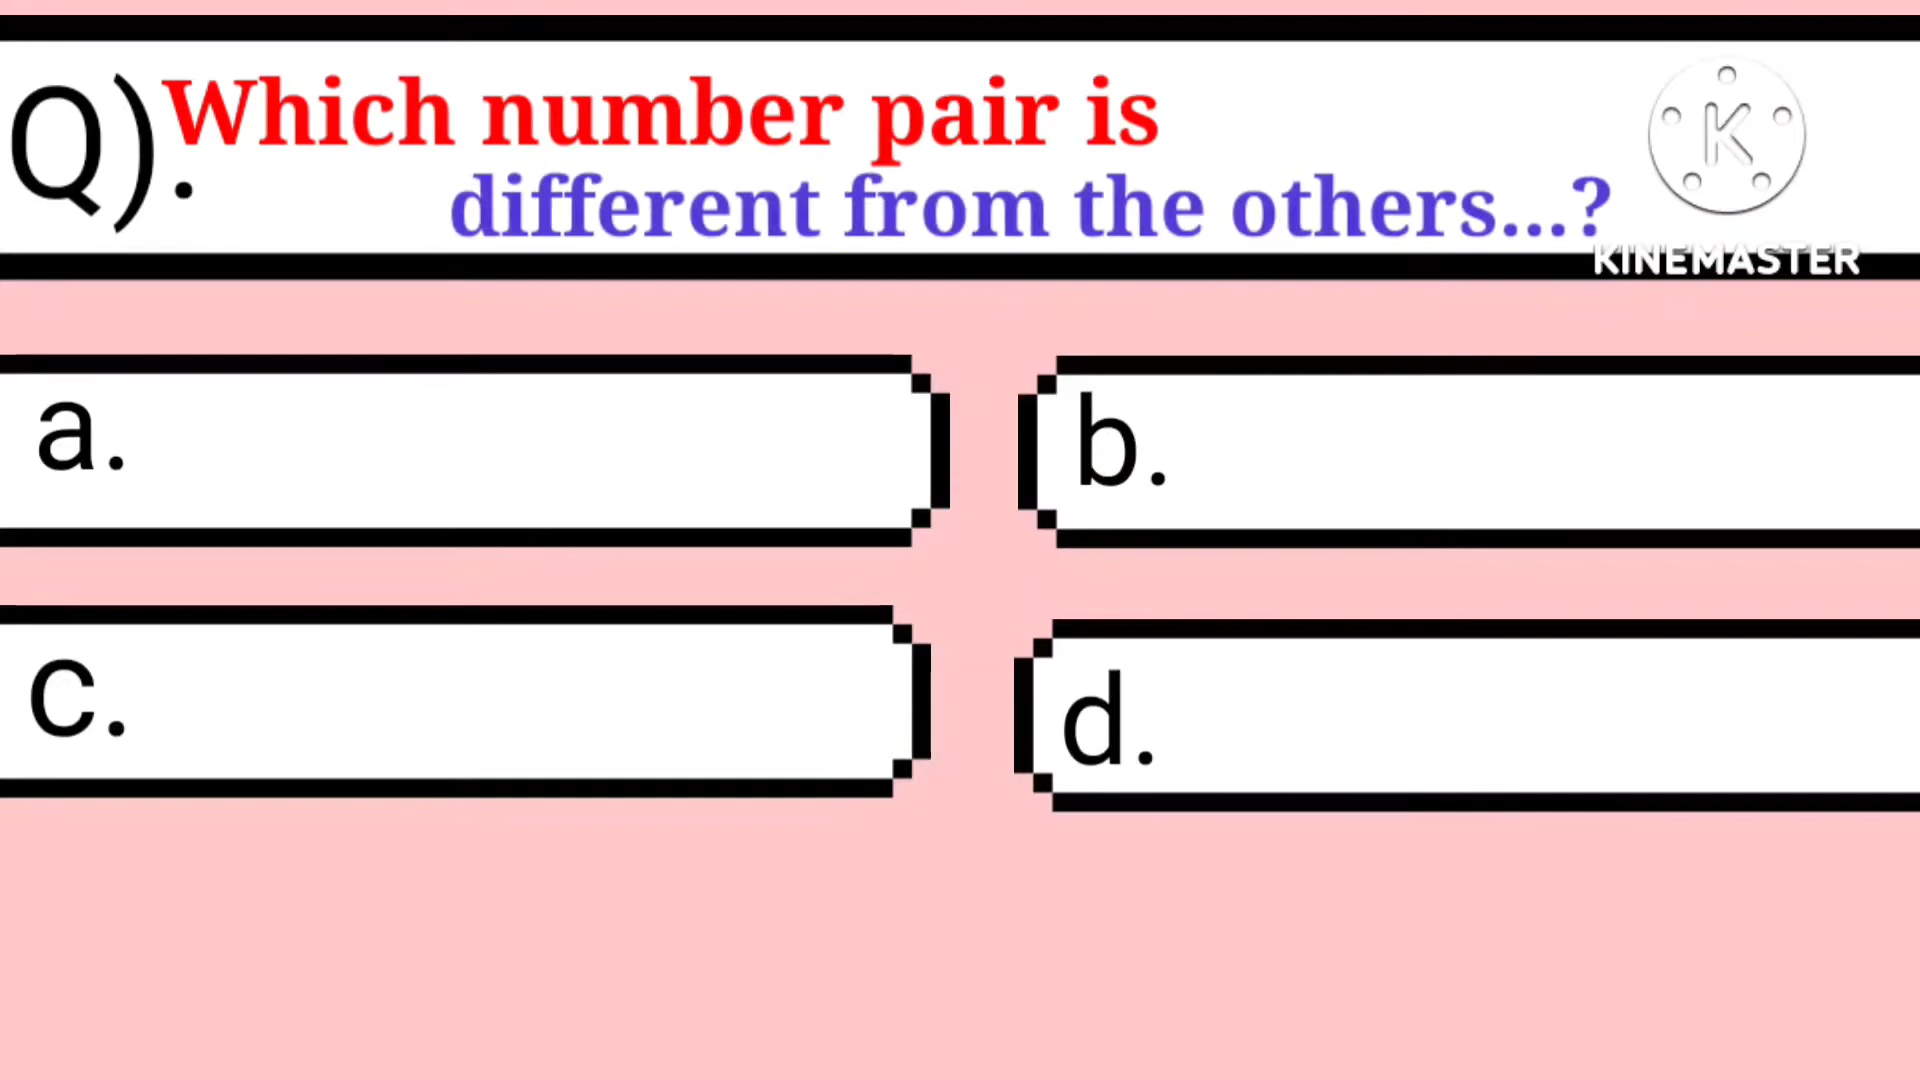 Q). Which number pair is
different from the others...?
K
KINEMASTER
a.
b.
c.
d.